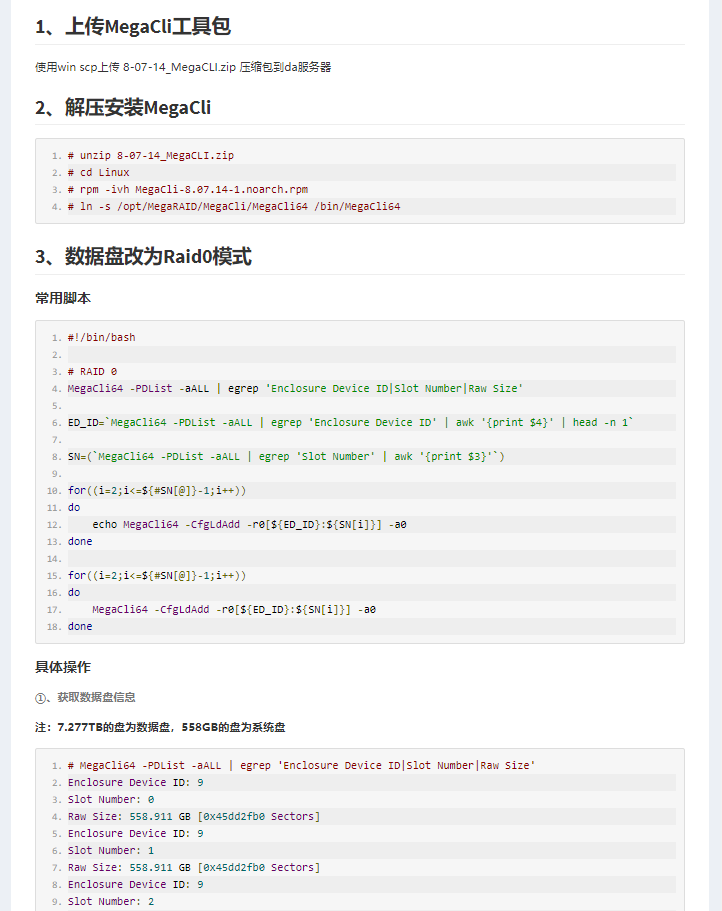 1、上传MegaCli工具包
使用win scp上传 8-07-14_MegaCLI.zip 压缩包到da服务器
2、解压安装MegaCli
1. # unzip 8-07-14_MegaCLI.zip
2. # cd Linux
3. # rpm -ivh MegaCli-8.07.14-1.noarch.rpm
4. # ln -s /opt/MegaRAID/MegaCli/MegaCli64 /bin/MegaCli64
3、数据盘改为Raid0模式
常用脚本
1. #!/bin/bash
2.
3. # RAID 0
4. MegaCli64 -PDList -aALL | egrep 'Enclosure Device ID|Slot Number|Raw Size'
5.
6. ED_ID=`MegaCli64 -PDList -aALL | egrep 'Enclosure Device ID' | awk '{print $4}' | head -n 1`
7.
8. SN=(`MegaCli64 -PDList -aALL | egrep 'Slot Number' | awk '{print $3}'`)
9.
10. for((i=2;i<=${#SN[@]}-1;i++))
11. do
12. echo MegaCli64 -CfgLdAdd -r0[${ED_ID}:${SN[i]}] -a0
13. done
14.
15. for((i=2;i<=${#SN[@]}-1;i++))
16. do
17. MegaCli64 -CfgLdAdd -r0[${ED_ID}:${SN[i]}] -a0
18. done
具体操作
①、获取数据盘信息
注：7.277TB的盘为数据盘，558GB的盘为系统盘
1. # MegaCli64 -PDList -aALL | egrep 'Enclosure Device ID|Slot Number|Raw Size'
2. Enclosure Device ID: 9
3. Slot Number: 0
4. Raw Size: 558.911 GB [0x45dd2fb0 Sectors]
5. Enclosure Device ID: 9
6. Slot Number: 1
7. Raw Size: 558.911 GB [0x45dd2fb0 Sectors]
8. Enclosure Device ID: 9
9. Slot Number: 2